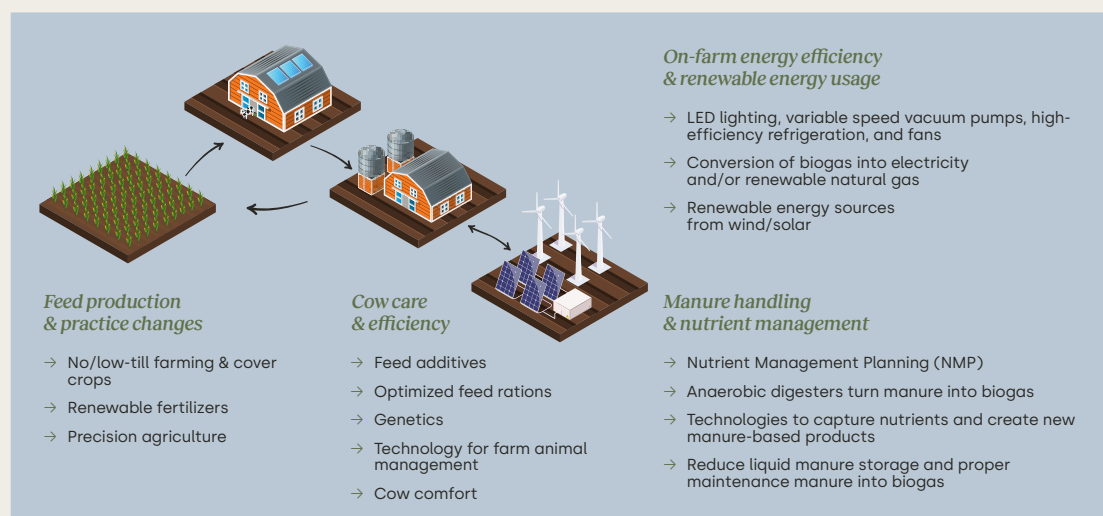 On-farm energy efficiency
& renewable energy usage
→ LED lighting, variable speed vacuum pumps, high-
efficiency refrigeration, and fans
→ Conversion of biogas into electricity
and/or renewable natural gas
→ Renewable energy sources
from wind/solar
Feed production
& practice changes
→ No/low-till farming & cover
crops
→ Renewable fertilizers
→ Precision agriculture
Cow care
& efficiency
→ Feed additives
→ Optimized feed rations
→ Genetics
→ Technology for farm animal
management
→ Cow comfort
Manure handling
& nutrient management
→ Nutrient Management Planning (NMP)
→ Anaerobic digesters turn manure into biogas
→ Technologies to capture nutrients and create new
manure-based products
→ Reduce liquid manure storage and proper
maintenance manure into biogas